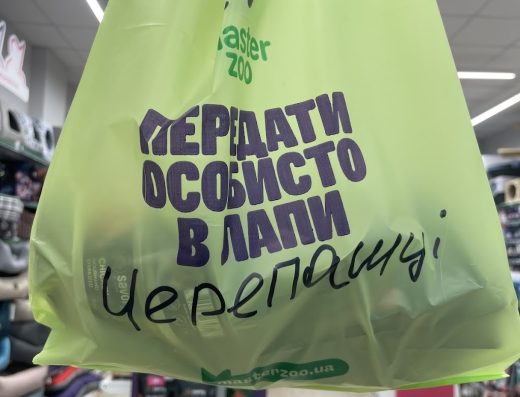 master
zoo
ПЕРЕДАТИ
ОСОБИСТО
В ЛАПИ
Черепашці
masterzoo.ua